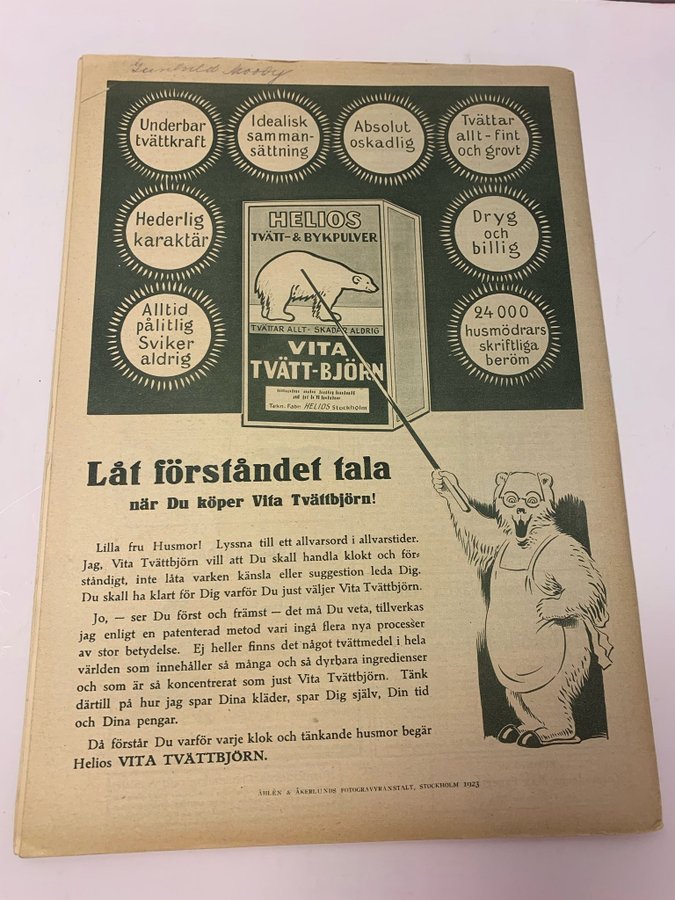 Gunhild Mooby
Underbar
tvättkraft
Idealisk
samman-
sättning
Absolut
oskadlig
Tvättar
allt-fint
och grovt
Hederlig
karaktär
Dryg
och
billig
Alltid
pålitlig
Sviker
aldrig
24000
husmödrars
skriftliga
beröm
HELIOS
TVÄTT-& BYKPULVER
TVÄTTAR ALLT - SKADAR ALDRIG
VITA
TVÄTT-BJÖRN
Tekn. Fabr. HELIOS Stockholm
Låt förståndet tala
när Du köper Vita Tvättbjörn!
Lilla fru Husmor! Lyssna till ett allvarsord i allvarstider.
Jag, Vita Tvättbjörn vill att Du skall handla klokt och för-
ståndigt, inte låta varken känsla eller suggestion leda Dig.
Du skall ha klart för Dig varför Du just väljer Vita Tvättbjörn.
Jo, — ser Du först och främst — det må Du veta, tillverkas
jag enligt en patenterad metod vari ingå flera nya processer
av stor betydelse. Ej heller finns det något tvättmedel i hela
världen som innehåller så många och så dyrbara ingredienser
och som är så koncentrerat som just Vita Tvättbjörn. Tänk
därtill på hur jag spar Dina kläder, spar Dig själv, Din tid
och Dina pengar.
Då förstår Du varför varje klok och tänkande husmor begär
Helios VITA TVÄTTBJÖRN.
ÅHLÉN & ÅKERLUNDS FOTOGRAVYRANSTALT, STOCKHOLM 1923